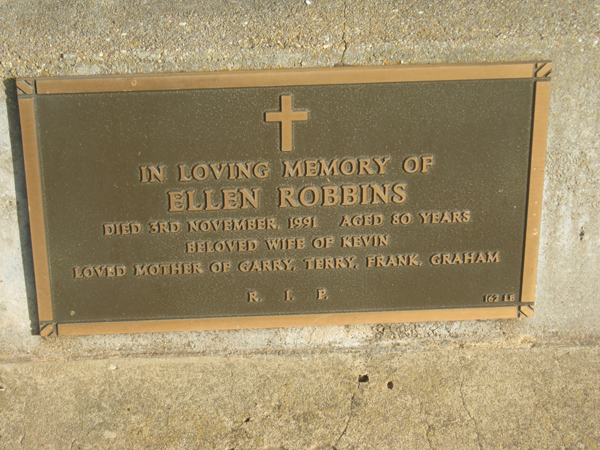 IN LOVING MEMORY OF
ELLEN ROBBINS
DIED 3RD NOVEMBER, 1991 AGED 80 YEARS
BELOVED WIFE OF KEVIN
LOVED MOTHER OF GARRY, TERRY, FRANK, GRAHAM
R. I. P.
162 LE